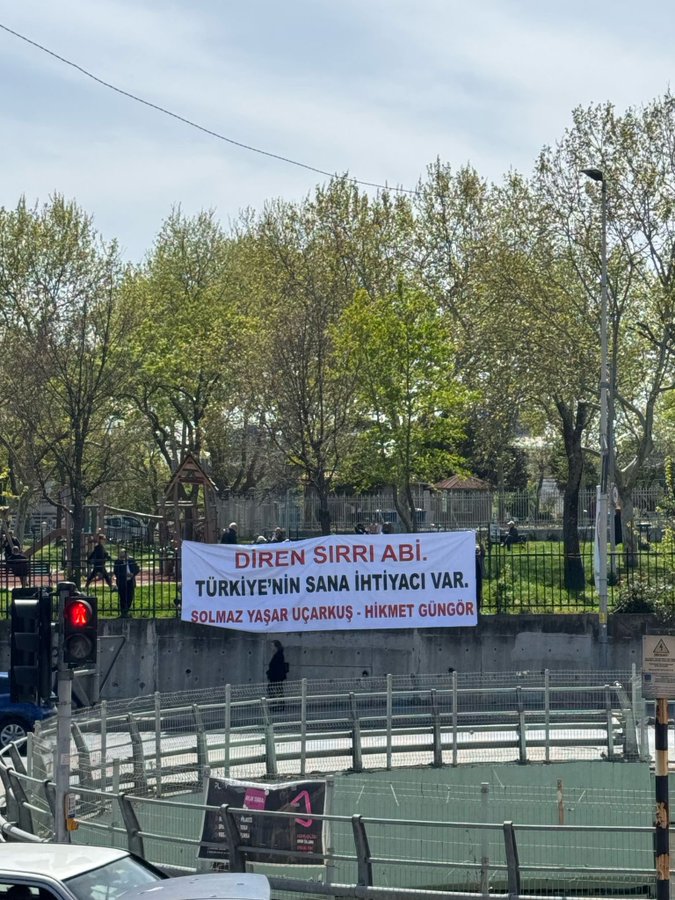 DİREN SIRRI ABİ.
TÜRKİYE'NİN SANA İHTİYACI VAR.
SOLMAZ YAŞAR UÇARKUŞ - HİKMET GÜNGÖR